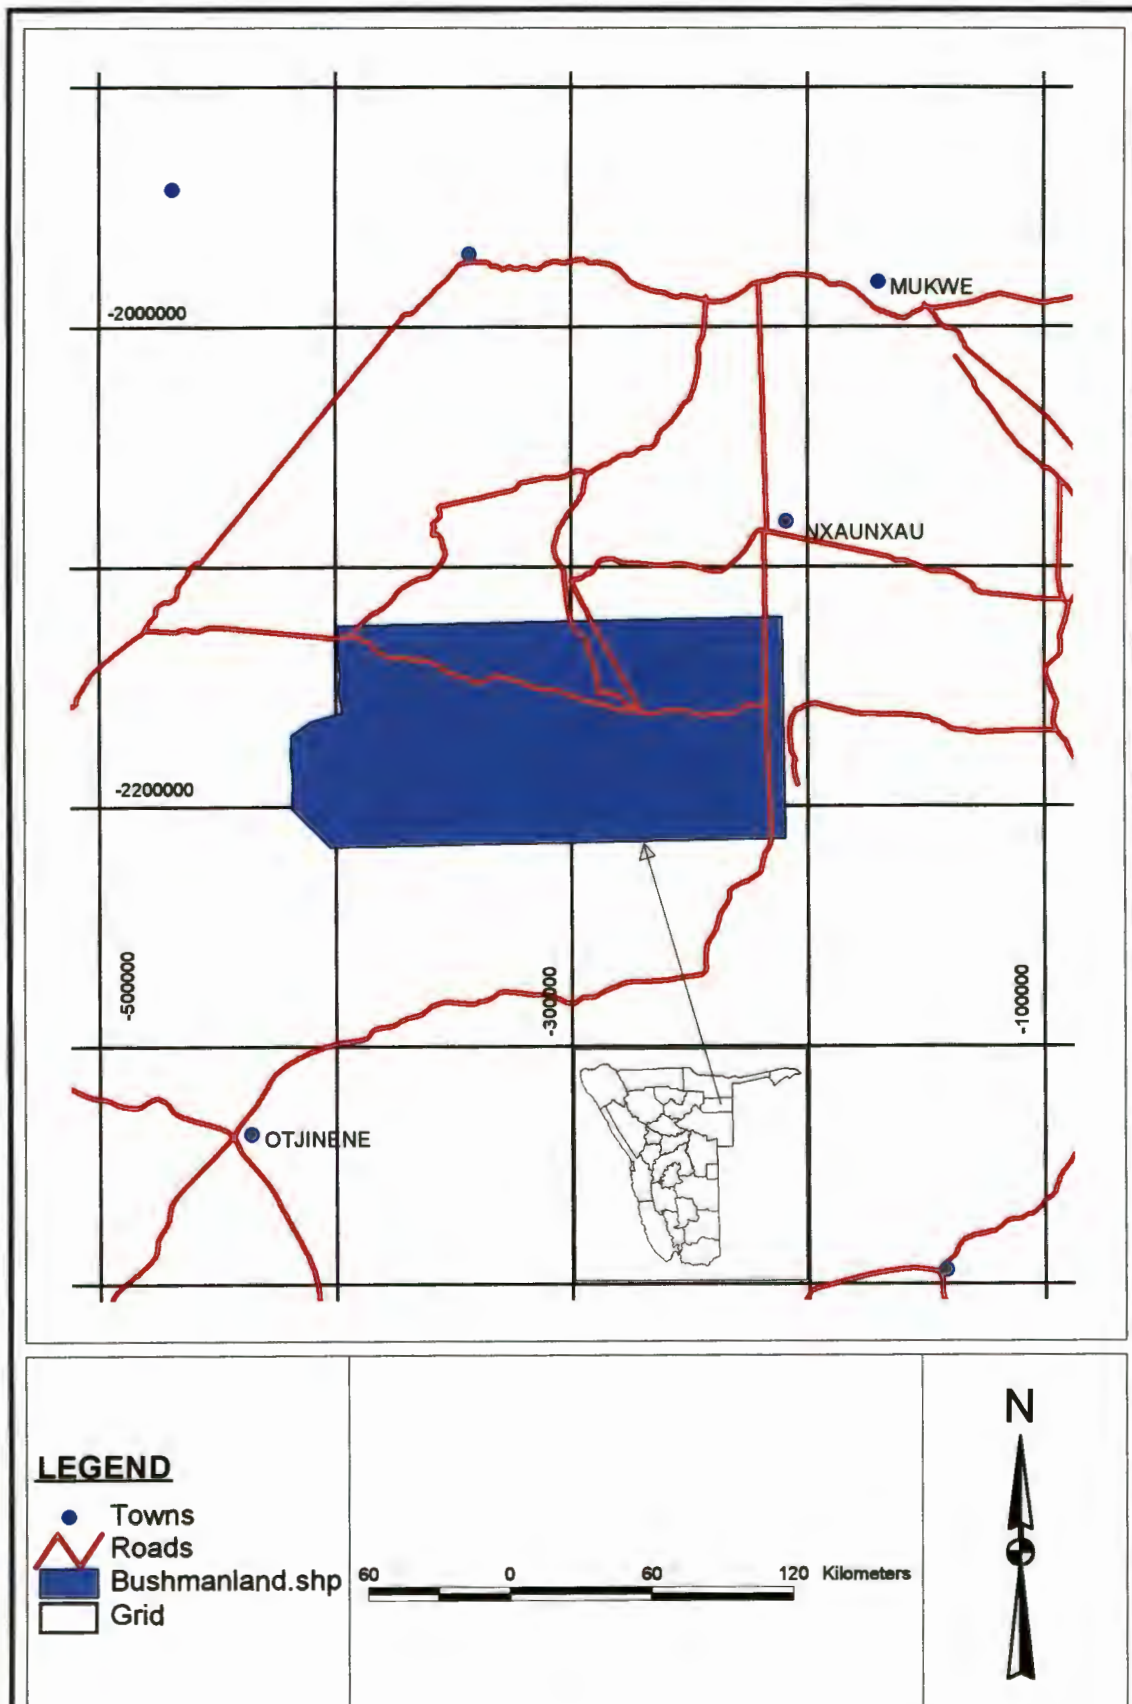 MUKWE
-2000000
NXAUNXAU
-2200000
-500000
-300000
-100000
OTJINENE
LEGEND
Towns
Roads
Bushmanland.shp
Grid
60 0 60 120 Kilometers
N